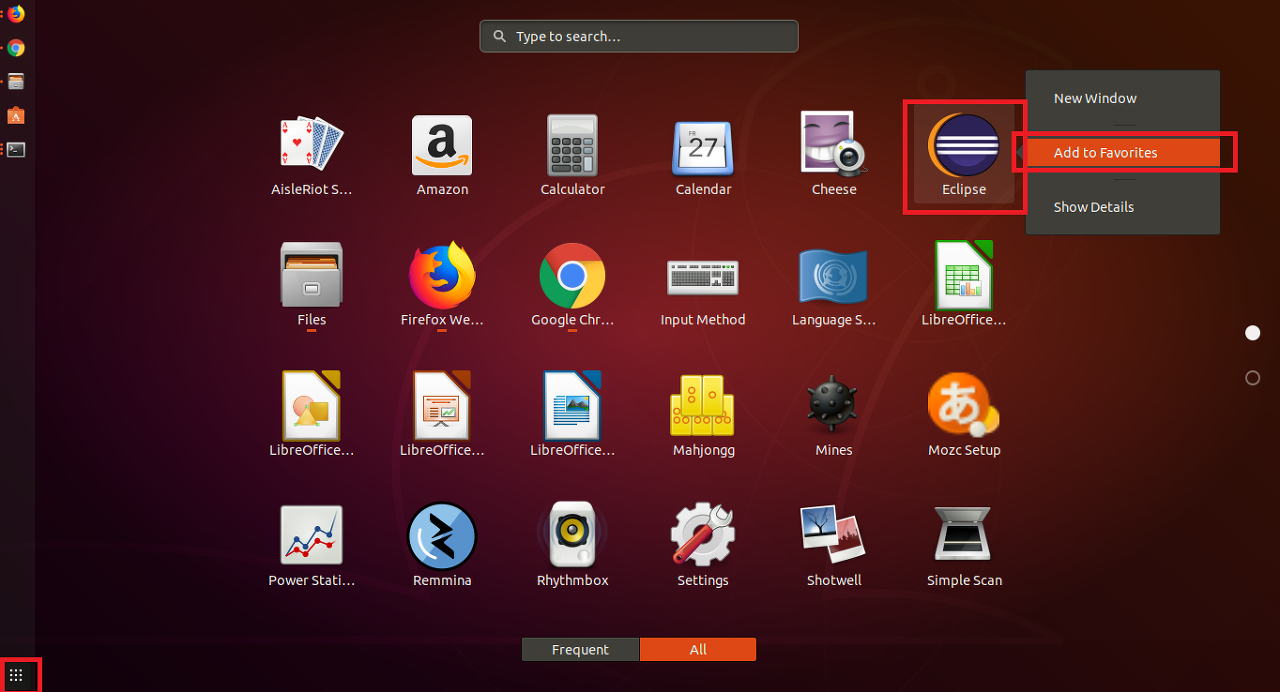 Type to search...
New Window
Add to Favorites
Show Details
AisleRiot S...
Amazon
Calculator
FR
27
Calendar
Cheese
Eclipse
Files
Firefox We...
Google Chr...
Input Method
Language S...
LibreOffice...
LibreOffice...
LibreOffice...
LibreOffice...
Mahjongg
Mines
あ
Mozc Setup
Power Stati...
Remmina
Rhythmbox
Settings
Shotwell
Simple Scan
Frequent
All